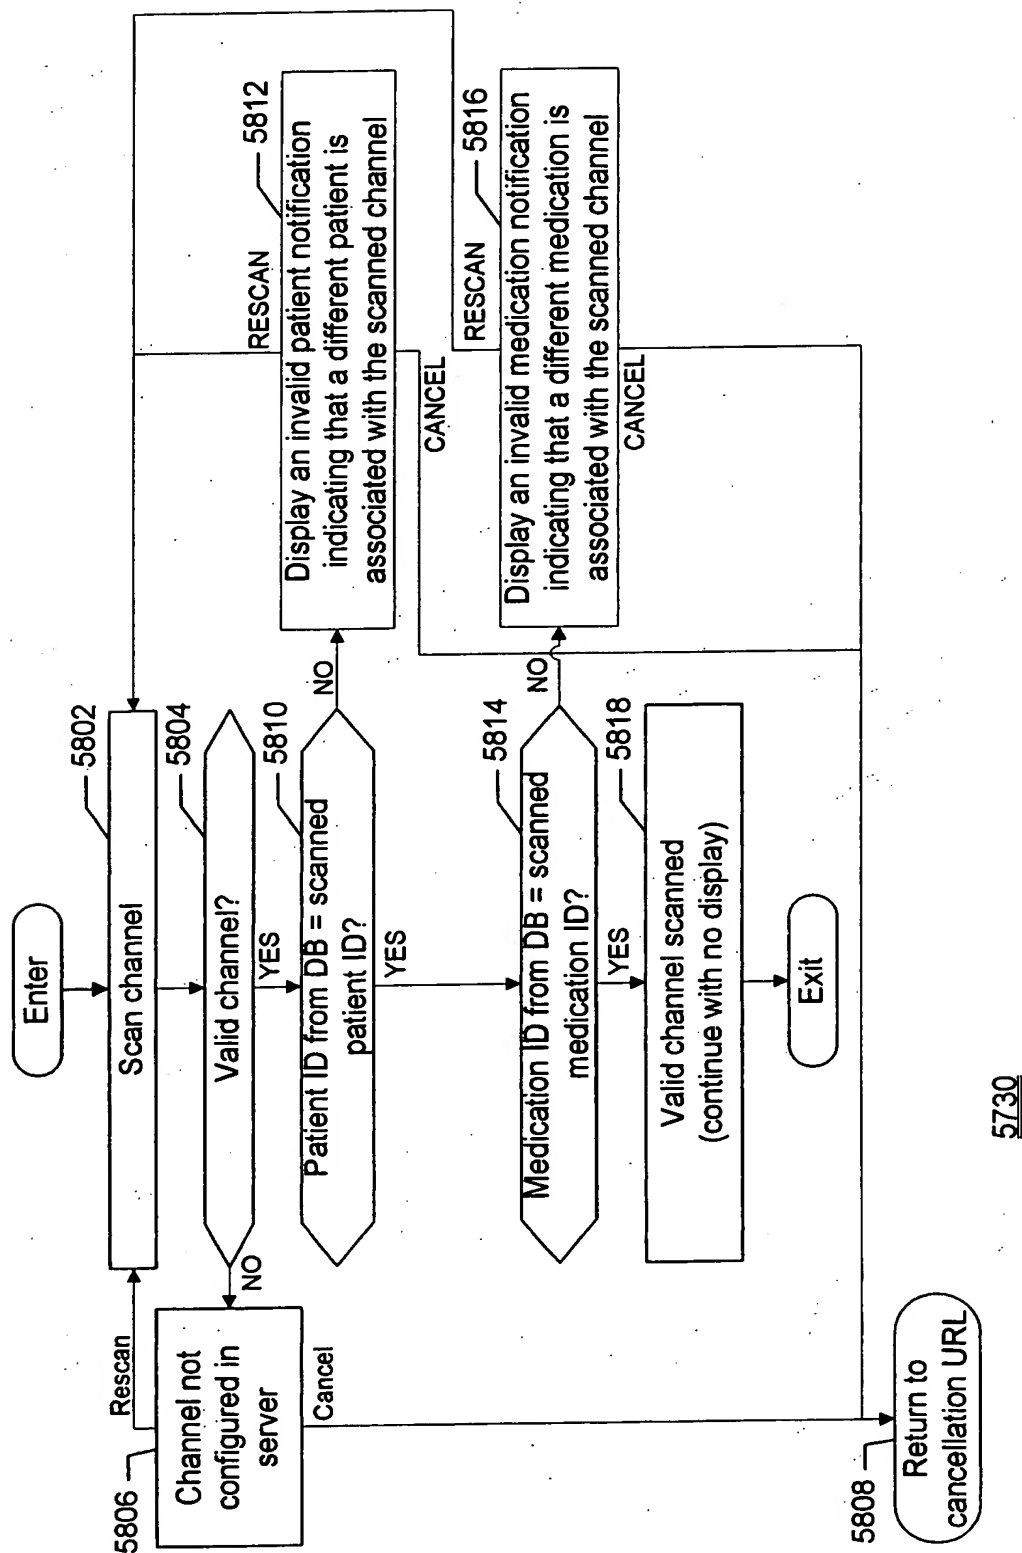 Enter
Scan channel
5802
Valid channel?
5804
YES
NO
Rescan
Channel not
configured in
server
5806
Cancel
Patient ID from DB = scanned
patient ID?
5810
YES
NO
RESCAN
Display an invalid patient notification
indicating that a different patient is
associated with the scanned channel
5812
CANCEL
Medication ID from DB = scanned
medication ID?
5814
YES
NO
RESCAN
Display an invalid medication notification
indicating that a different medication is
associated with the scanned channel
5816
CANCEL
Valid channel scanned
(continue with no display)
5818
Exit
Return to
cancellation URL
5808
5730